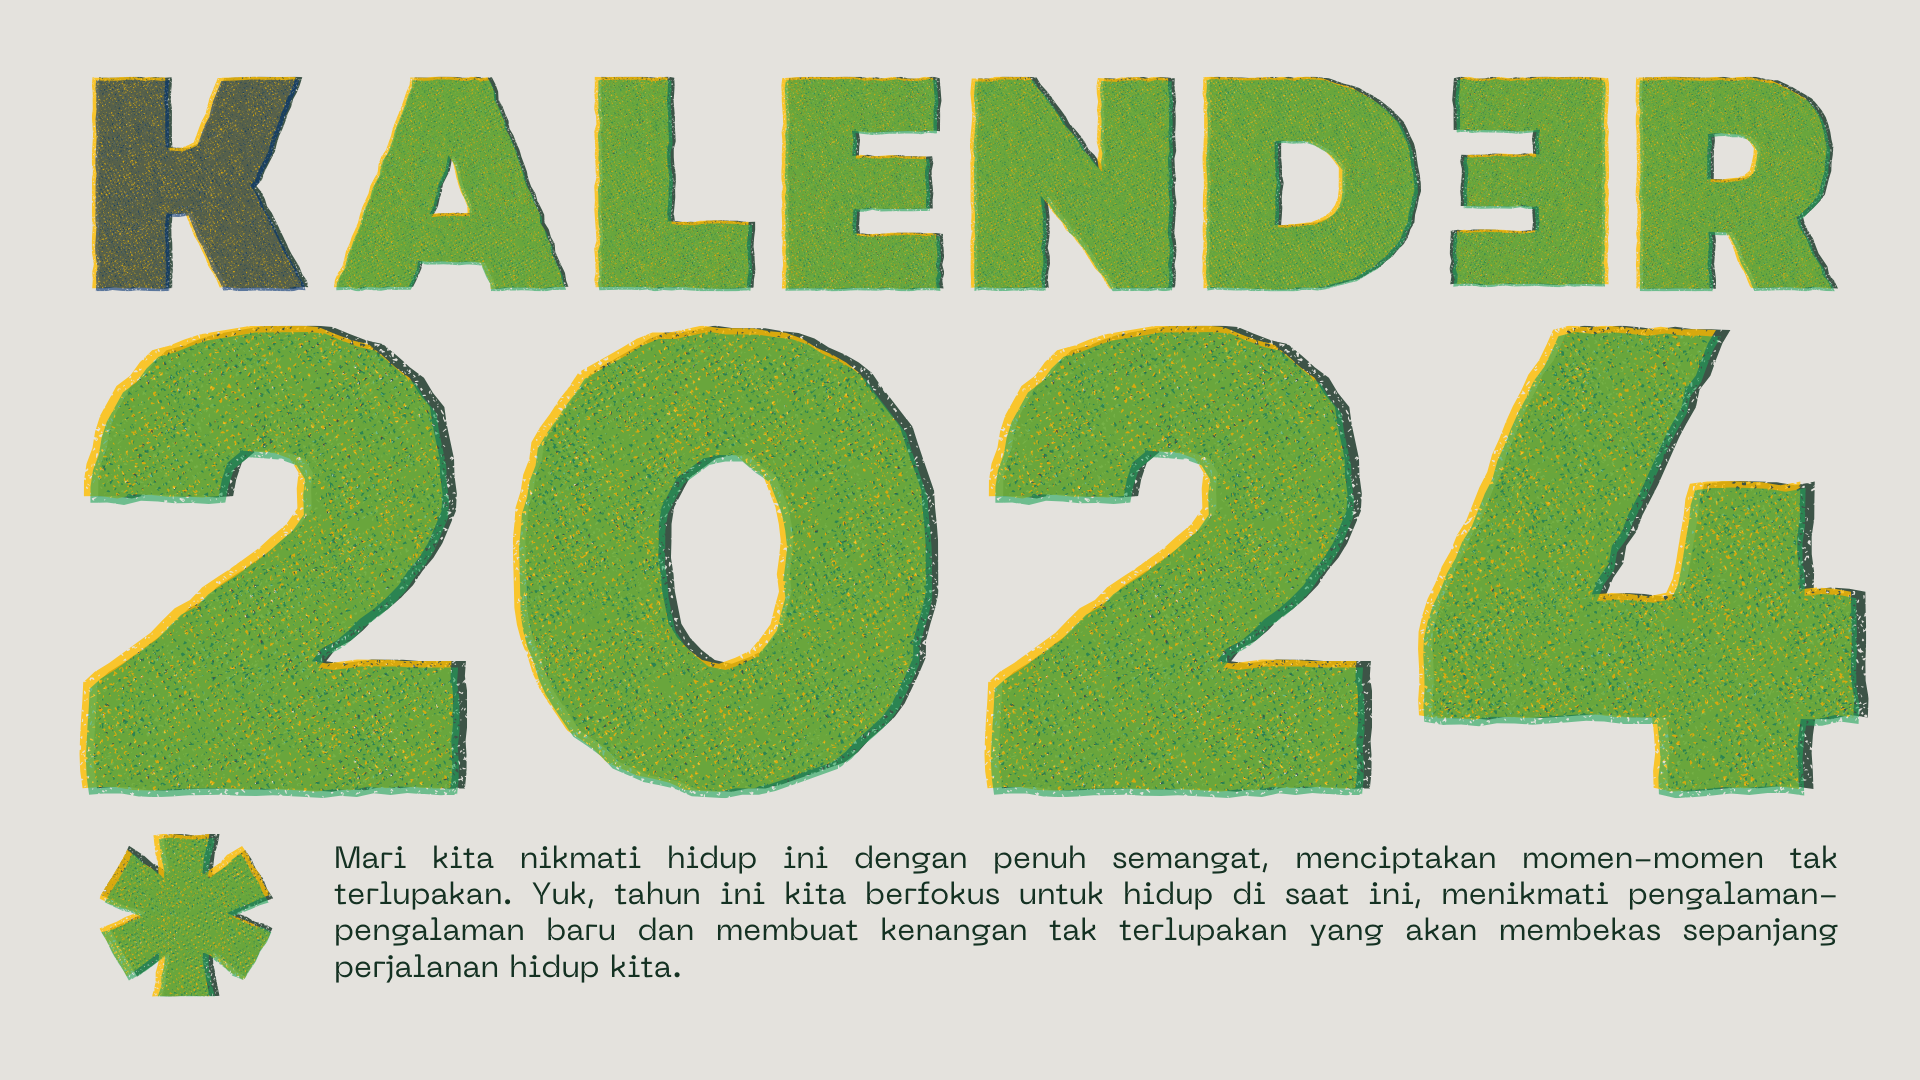 KALENDER
2024
* Mari kita nikmati hidup ini dengan penuh semangat, menciptakan momen-momen tak
terlupakan. Yuk, tahun ini kita berfokus untuk hidup di saat ini, menikmati pengalaman-
pengalaman baru dan membuat kenangan tak terlupakan yang akan membekas sepanjang
perjalanan hidup kita.